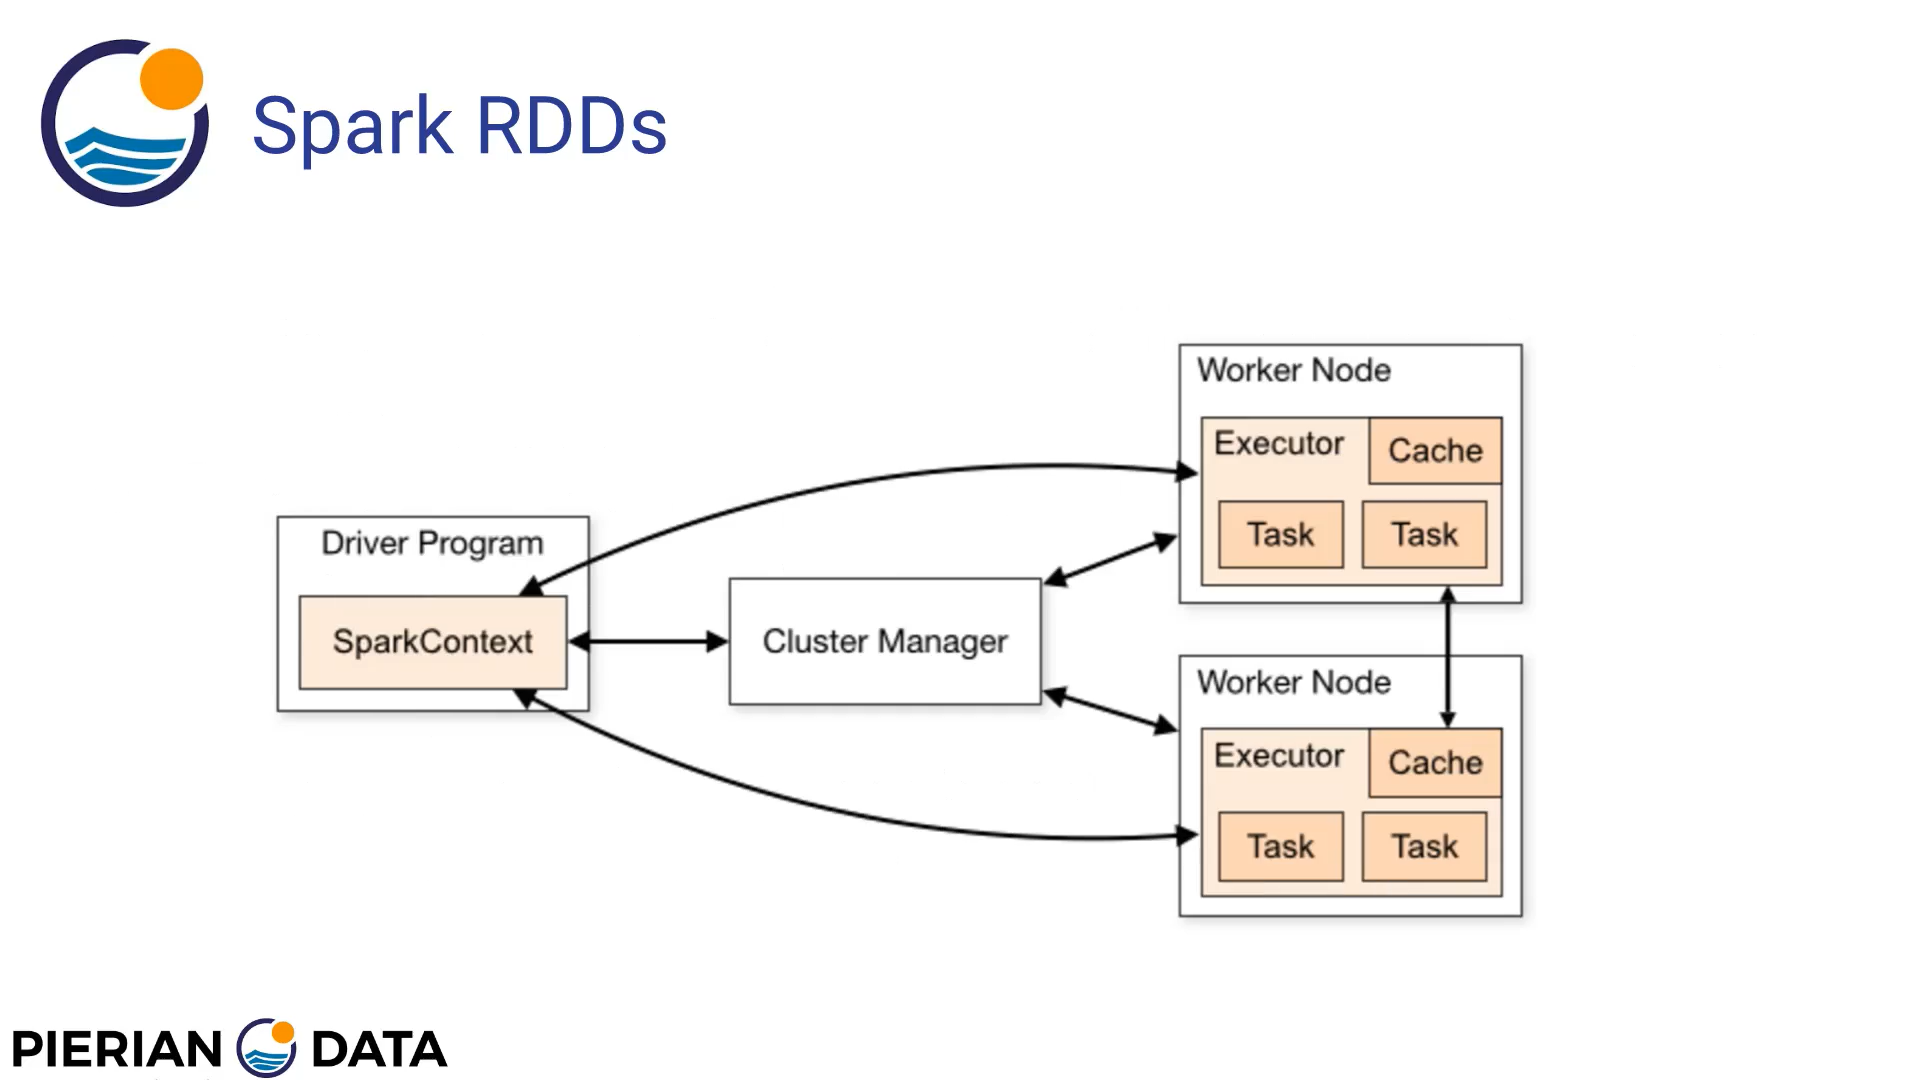 Spark RDDs
Driver Program
SparkContext
Cluster Manager
Worker Node
Executor
Cache
Task
Task
Worker Node
Executor
Cache
Task
Task
PIERIAN DATA